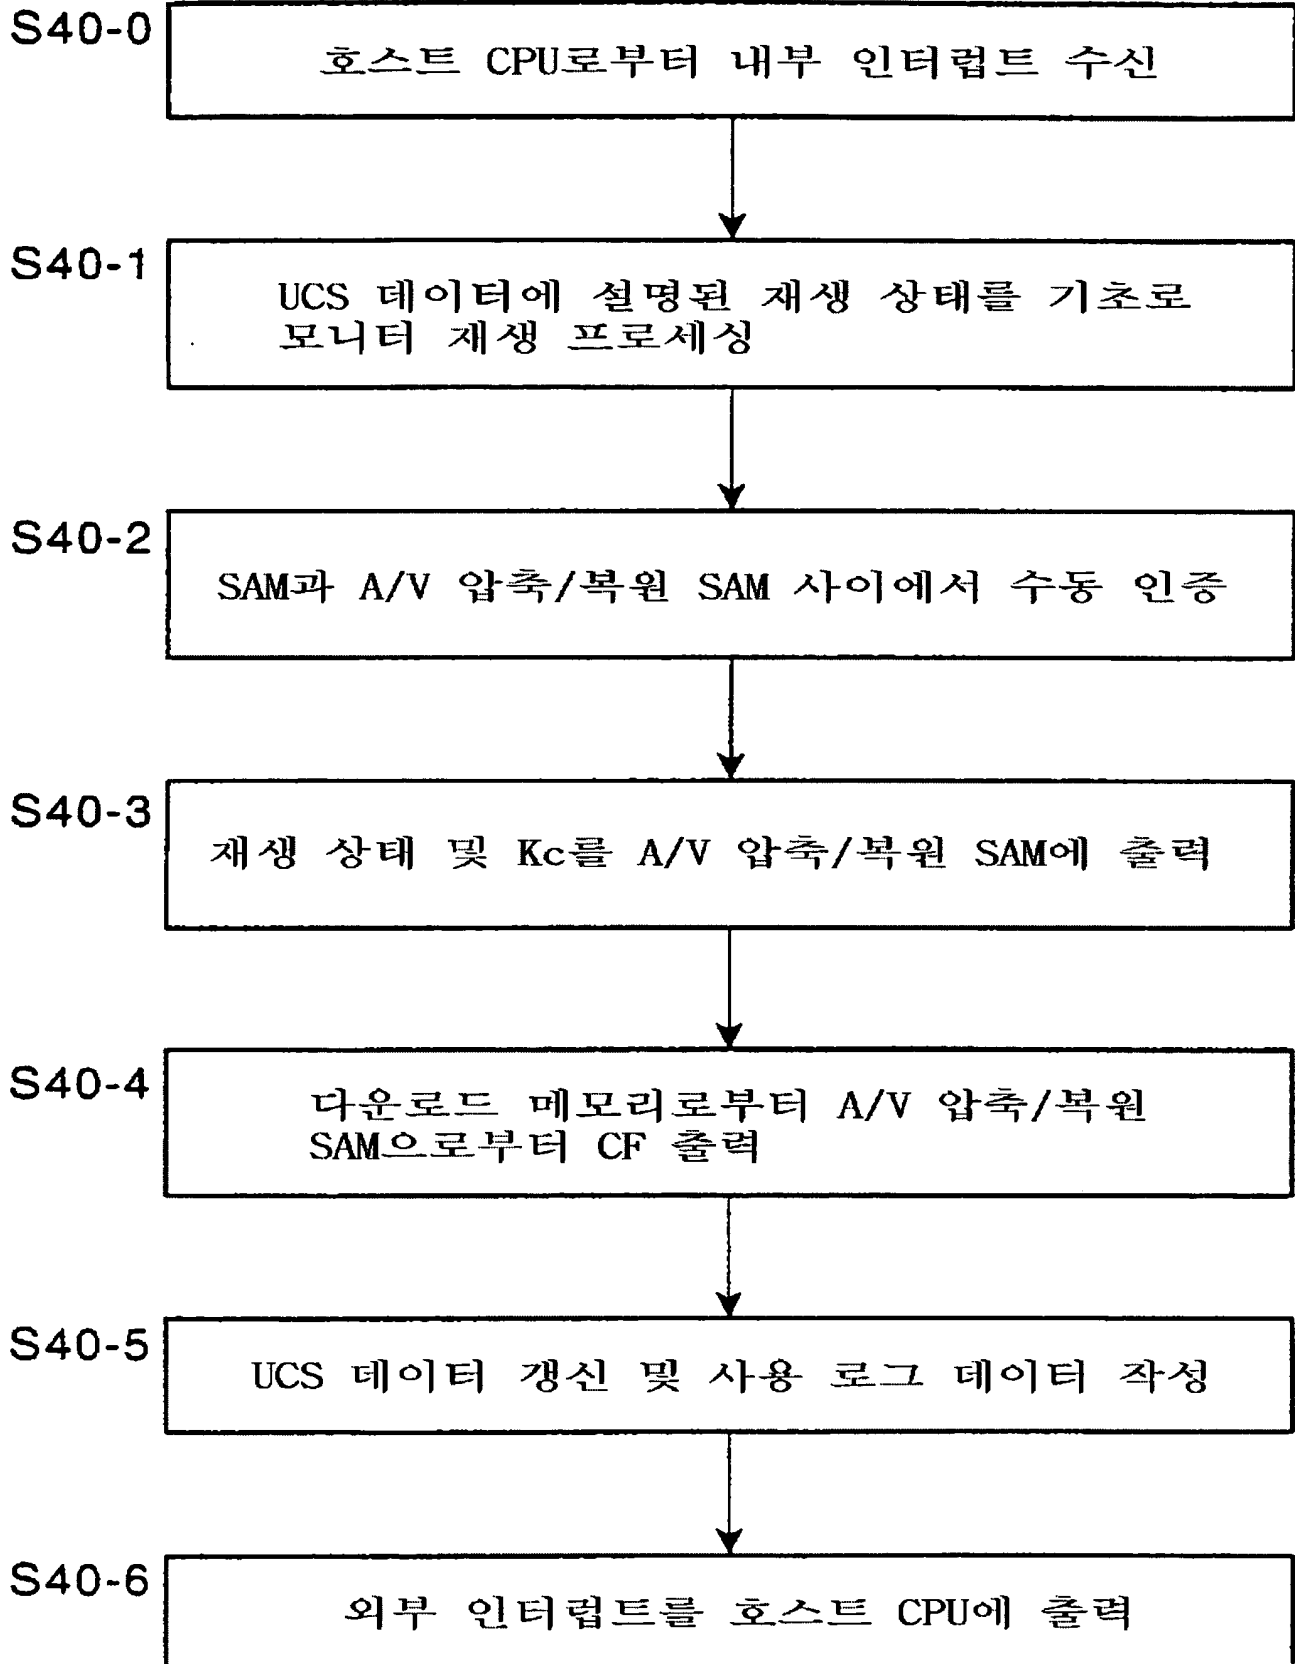 S40-0
호스트 CPU로부터 내부 인터럽트 수신
S40-1
UCS 데이터에 설명된 재생 상태를 기초로
모니터 재생 프로세싱
S40-2
SAM과 A/V 압축/복원 SAM 사이에서 수동 인증
S40-3
재생 상태 및 Kc를 A/V 압축/복원 SAM에 출력
S40-4
다운로드 메모리로부터 A/V 압축/복원
SAM으로부터 CF 출력
S40-5
UCS 데이터 갱신 및 사용 로그 데이터 작성
S40-6
외부 인터럽트를 호스트 CPU에 출력